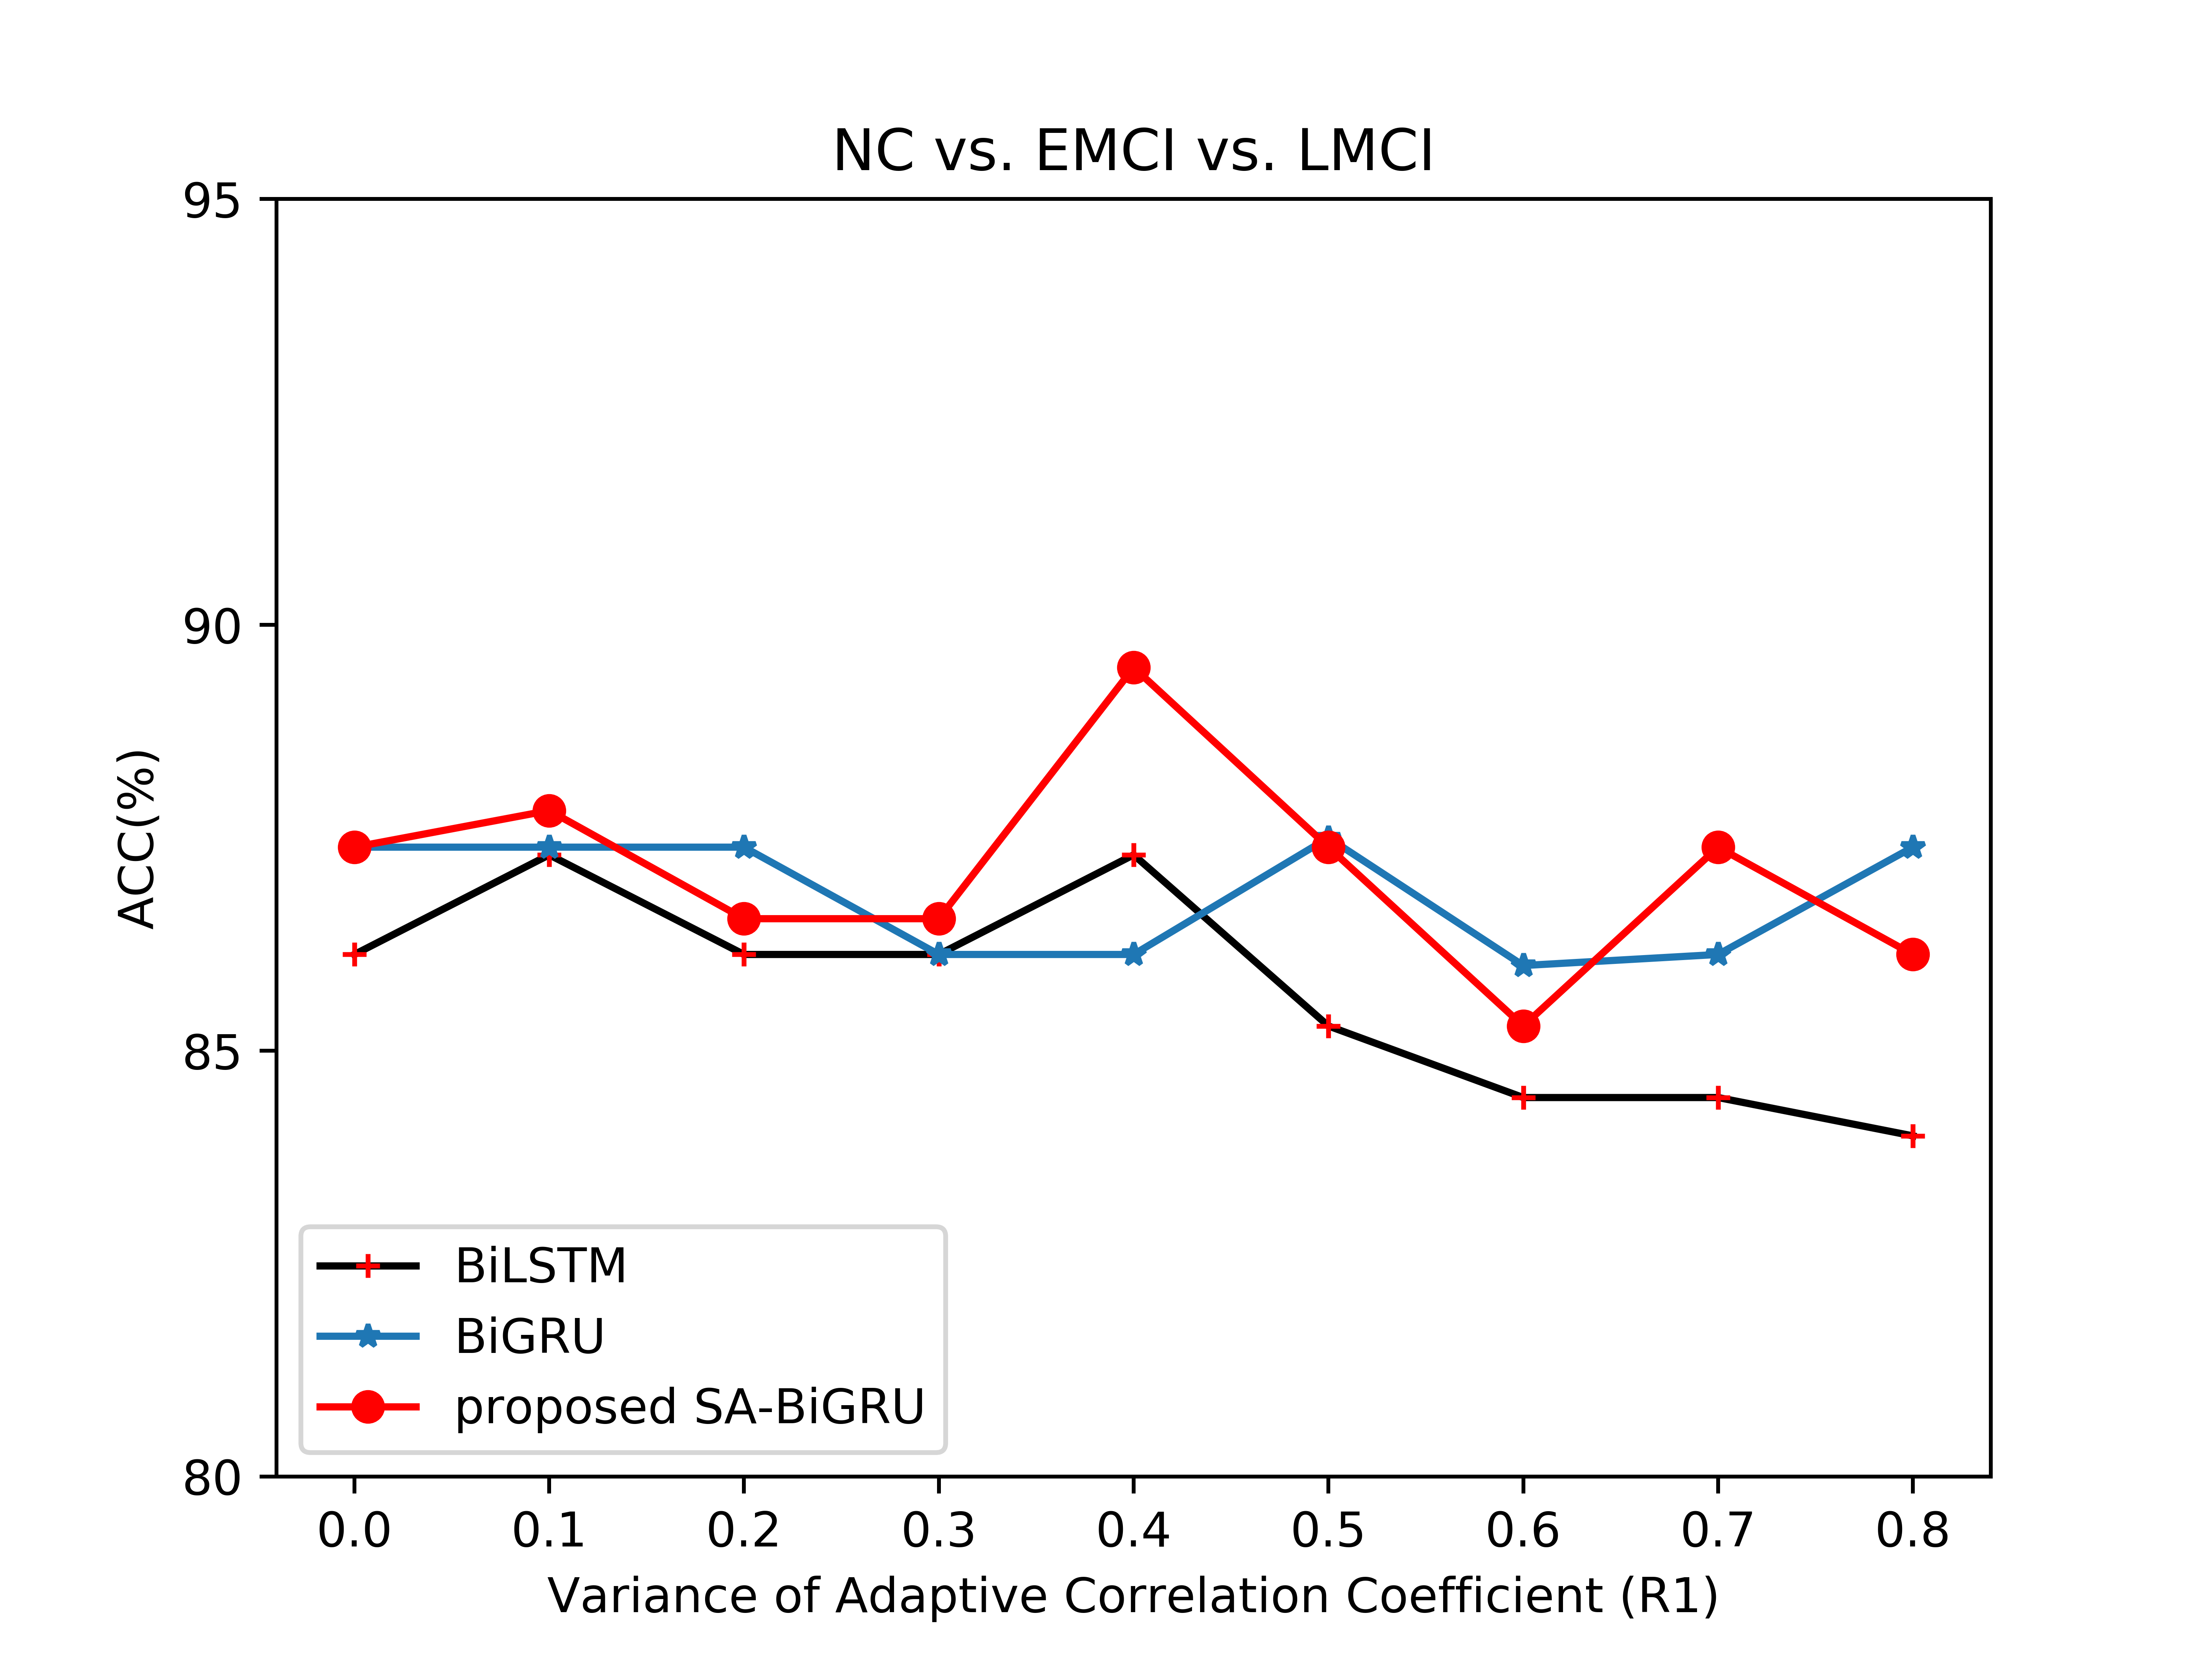 NC vs. EMCI vs. LMCI
95
90
85
80
ACC(%)
BiLSTM
BiGRU
proposed SA-BiGRU
0.0 0.1 0.2 0.3 0.4 0.5 0.6 0.7 0.8
Variance of Adaptive Correlation Coefficient (R1)